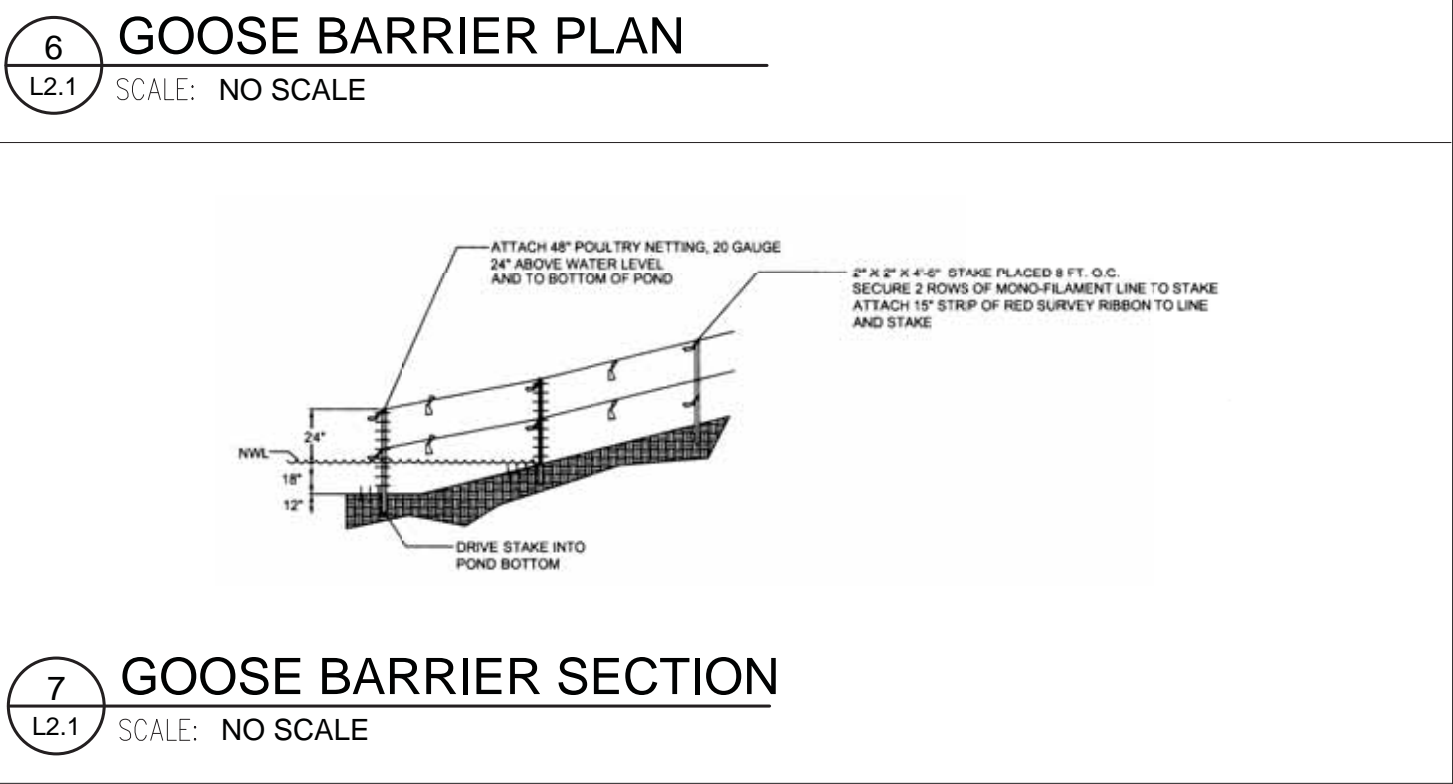 6
L2.1
GOOSE BARRIER PLAN
SCALE: NO SCALE
ATTACH 48" POULTRY NETTING, 20 GAUGE
24" ABOVE WATER LEVEL
AND TO BOTTOM OF POND
2" X 2" X 4'-6" STAKE PLACED 8 FT. O.C.
SECURE 2 ROWS OF MONO-FILAMENT LINE TO STAKE
ATTACH 15" STRIP OF RED SURVEY RIBBON TO LINE
AND STAKE
24"
NWL
18"
12"
DRIVE STAKE INTO
POND BOTTOM
7
L2.1
GOOSE BARRIER SECTION
SCALE: NO SCALE